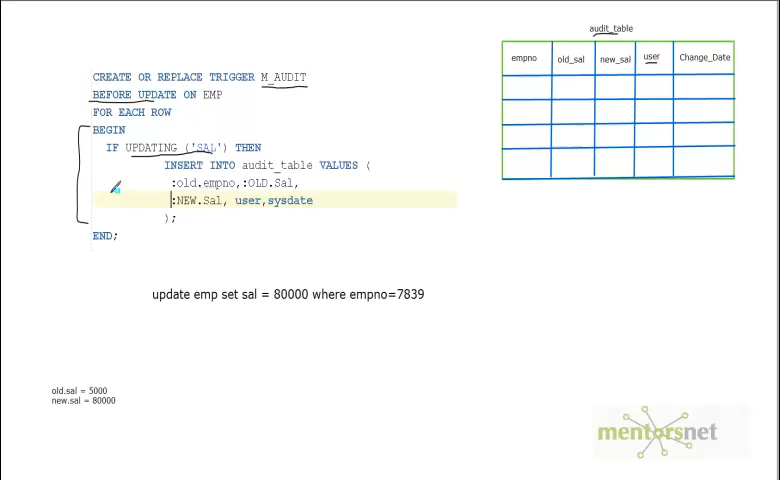 audit_table
empno old_sal new_sal user Change_Date
CREATE OR REPLACE TRIGGER M_AUDIT
BEFORE UPDATE ON EMP
FOR EACH ROW
BEGIN
IF UPDATING ('SAL') THEN
INSERT INTO audit_table VALUES (
:old.empno,:OLD.Sal,
:NEW.Sal, user,sysdate
);
END;
update emp set sal = 80000 where empno=7839
old.sal = 5000
new.sal = 80000
mentorsnet